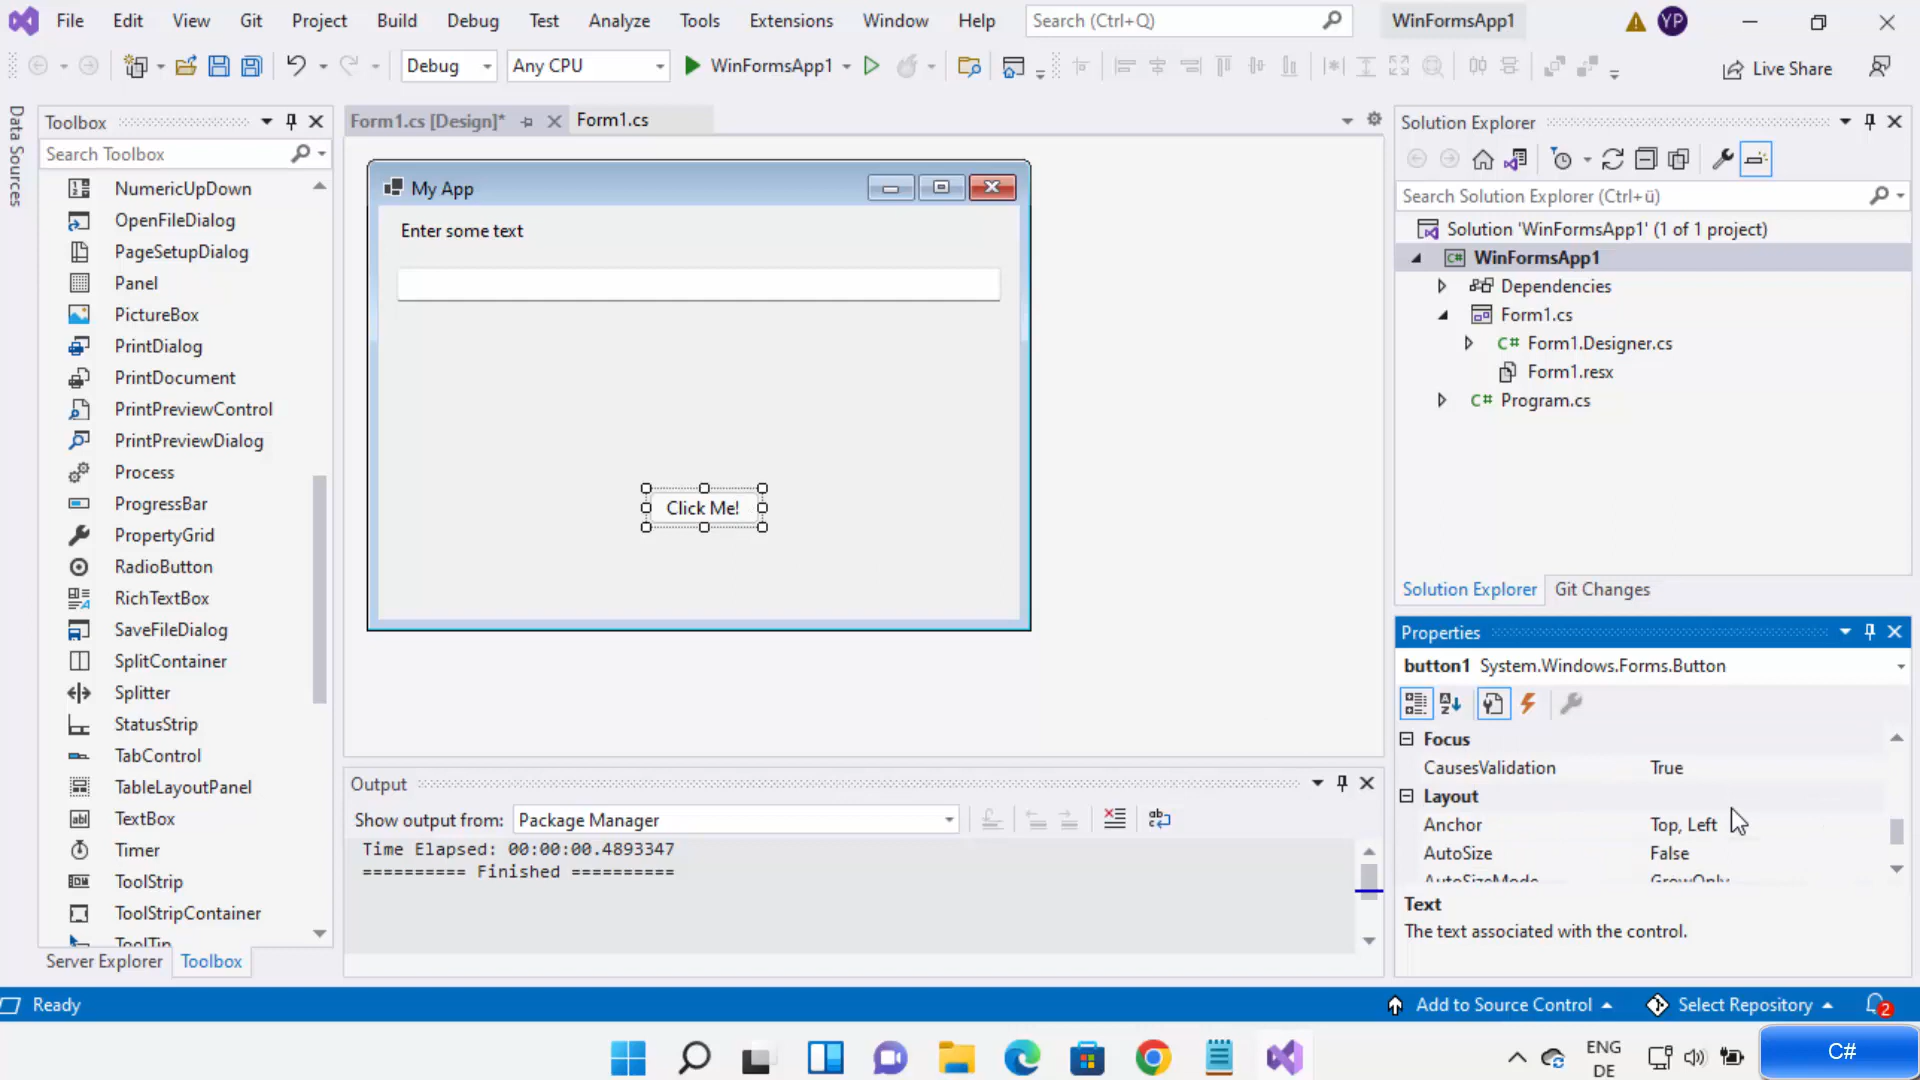 File Edit View Git Project Build Debug Test Analyze Tools Extensions Window Help Search (Ctrl+Q) WinFormsApp1 YP
Debug Any CPU WinFormsApp1 Live Share
Data Sources
Toolbox
Search Toolbox
NumericUpDown
OpenFileDialog
PageSetupDialog
Panel
PictureBox
PrintDialog
PrintDocument
PrintPreviewControl
PrintPreviewDialog
Process
ProgressBar
PropertyGrid
RadioButton
RichTextBox
SaveFileDialog
SplitContainer
Splitter
StatusStrip
TabControl
TableLayoutPanel
TextBox
Timer
ToolStrip
ToolStripContainer
ToolTip
Server Explorer Toolbox
Form1.cs [Design]* Form1.cs
My App
Enter some text
Click Me!
Output
Show output from: Package Manager
Time Elapsed: 00:00:00.4893347
========== Finished ==========
Solution Explorer
Search Solution Explorer (Ctrl+ü)
Solution 'WinFormsApp1' (1 of 1 project)
C# WinFormsApp1
Dependencies
Form1.cs
C# Form1.Designer.cs
Form1.resx
C# Program.cs
Solution Explorer Git Changes
Properties
button1 System.Windows.Forms.Button
Focus
CausesValidation True
Layout
Anchor Top, Left
AutoSize False
AutoSizeMode GrowOnly
Text
The text associated with the control.
Ready Add to Source Control Select Repository 2
ENG
DE
C#